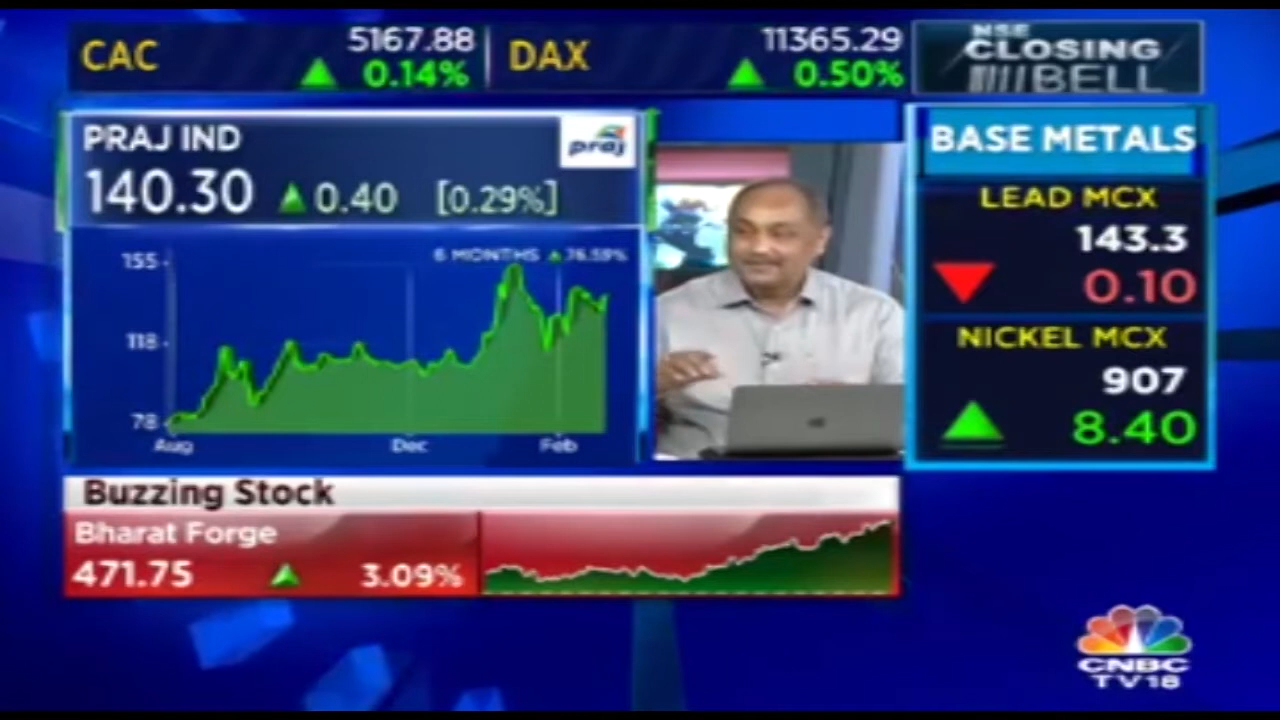 CAC 5167.88 DAX 11365.29
▲ 0.14% ▲ 0.50%
NSE
CLOSING
BELL
PRAJ IND
praj
140.30 ▲ 0.40 [0.29%]
6 MONTHS ▲ 76.59%
155
118
78
Aug Dec Feb
BASE METALS
LEAD MCX
143.3
▼ 0.10
NICKEL MCX
907
▲ 8.40
Buzzing Stock
Bharat Forge
471.75 ▲ 3.09%
CNBC
TV18